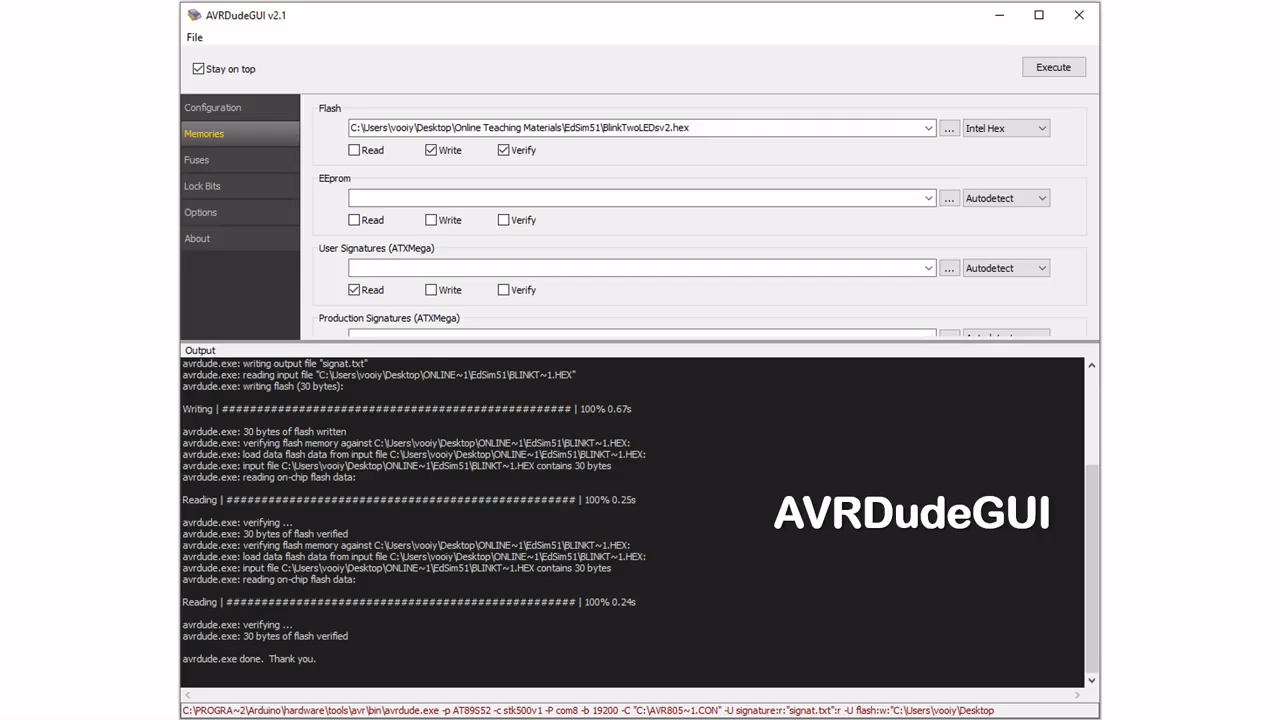 AVRDudeGUI v2.1
File
Stay on top
Execute
Configuration
Memories
Fuses
Lock Bits
Options
About
Flash
C:\Users\vooiy\Desktop\Online Teaching Materials\EdSim51\BlinkTwoLEDsv2.hex ... Intel Hex
Read Write Verify
EEprom
... Autodetect
Read Write Verify
User Signatures (ATXMega)
... Autodetect
Read Write Verify
Production Signatures (ATXMega)
Output
avrdude.exe: writing output file "signat.txt"
avrdude.exe: reading input file "C:\Users\vooiy\Desktop\ONLINE~1\EdSim51\BLINKT~1.HEX"
avrdude.exe: writing flash (30 bytes):
Writing | ################################################## | 100% 0.67s
avrdude.exe: 30 bytes of flash written
avrdude.exe: verifying flash memory against C:\Users\vooiy\Desktop\ONLINE~1\EdSim51\BLINKT~1.HEX:
avrdude.exe: load data flash data from input file C:\Users\vooiy\Desktop\ONLINE~1\EdSim51\BLINKT~1.HEX:
avrdude.exe: input file C:\Users\vooiy\Desktop\ONLINE~1\EdSim51\BLINKT~1.HEX contains 30 bytes
avrdude.exe: reading on-chip flash data:
Reading | ################################################## | 100% 0.25s
avrdude.exe: verifying ...
avrdude.exe: 30 bytes of flash verified
avrdude.exe: verifying flash memory against C:\Users\vooiy\Desktop\ONLINE~1\EdSim51\BLINKT~1.HEX:
avrdude.exe: load data flash data from input file C:\Users\vooiy\Desktop\ONLINE~1\EdSim51\BLINKT~1.HEX:
avrdude.exe: input file C:\Users\vooiy\Desktop\ONLINE~1\EdSim51\BLINKT~1.HEX contains 30 bytes
avrdude.exe: reading on-chip flash data:
Reading | ################################################## | 100% 0.24s
avrdude.exe: verifying ...
avrdude.exe: 30 bytes of flash verified
avrdude.exe done.  Thank you.
AVRDudeGUI
C:\PROGRA~2\Arduino\hardware\tools\avr\bin\avrdude.exe -p AT89S52 -c stk500v1 -P com8 -b 19200 -C "C:\AVR805~1.CON" -U signature:r:"signat.txt":r -U flash:w:"C:\Users\vooiy\Desktop